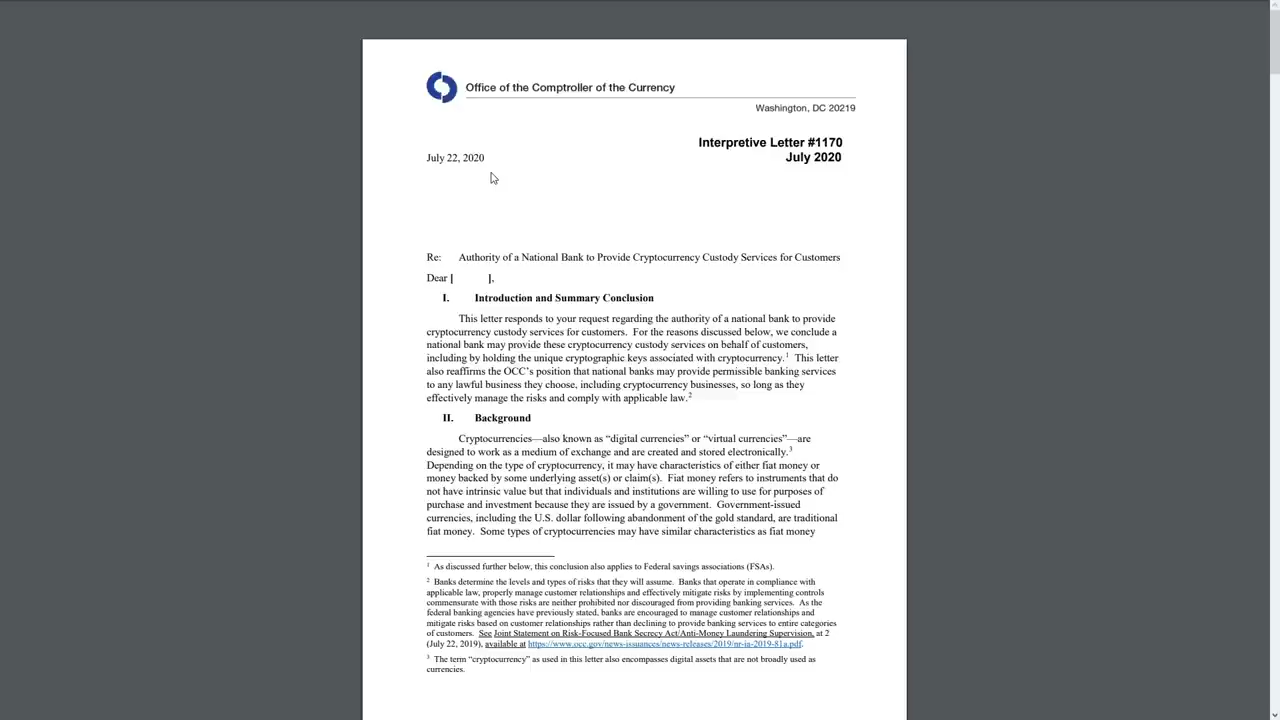 Office of the Comptroller of the Currency
Washington, DC 20219
Interpretive Letter #1170
July 2020
July 22, 2020
Re: Authority of a National Bank to Provide Cryptocurrency Custody Services for Customers
Dear [ ],
I. Introduction and Summary Conclusion
This letter responds to your request regarding the authority of a national bank to provide
cryptocurrency custody services for customers. For the reasons discussed below, we conclude a
national bank may provide these cryptocurrency custody services on behalf of customers,
including by holding the unique cryptographic keys associated with cryptocurrency.1 This letter
also reaffirms the OCC’s position that national banks may provide permissible banking services
to any lawful business they choose, including cryptocurrency businesses, so long as they
effectively manage the risks and comply with applicable law.2
II. Background
Cryptocurrencies—also known as “digital currencies” or “virtual currencies”—are
designed to work as a medium of exchange and are created and stored electronically.3
Depending on the type of cryptocurrency, it may have characteristics of either fiat money or
money backed by some underlying asset(s) or claim(s). Fiat money refers to instruments that do
not have intrinsic value but that individuals and institutions are willing to use for purposes of
purchase and investment because they are issued by a government. Government-issued
currencies, including the U.S. dollar following abandonment of the gold standard, are traditional
fiat money. Some types of cryptocurrencies may have similar characteristics as fiat money
1 As discussed further below, this conclusion also applies to Federal savings associations (FSAs).
2 Banks determine the levels and types of risks that they will assume. Banks that operate in compliance with
applicable law, properly manage customer relationships and effectively mitigate risks by implementing controls
commensurate with those risks are neither prohibited nor discouraged from providing banking services. As the
federal banking agencies have previously stated, banks are encouraged to manage customer relationships and
mitigate risks based on customer relationships rather than declining to provide banking services to entire categories
of customers. See Joint Statement on Risk-Focused Bank Secrecy Act/Anti-Money Laundering Supervision, at 2
(July 22, 2019), available at https://www.occ.gov/news-issuances/news-releases/2019/nr-ia-2019-81a.pdf.
3 The term “cryptocurrency” as used in this letter also encompasses digital assets that are not broadly used as
currencies.